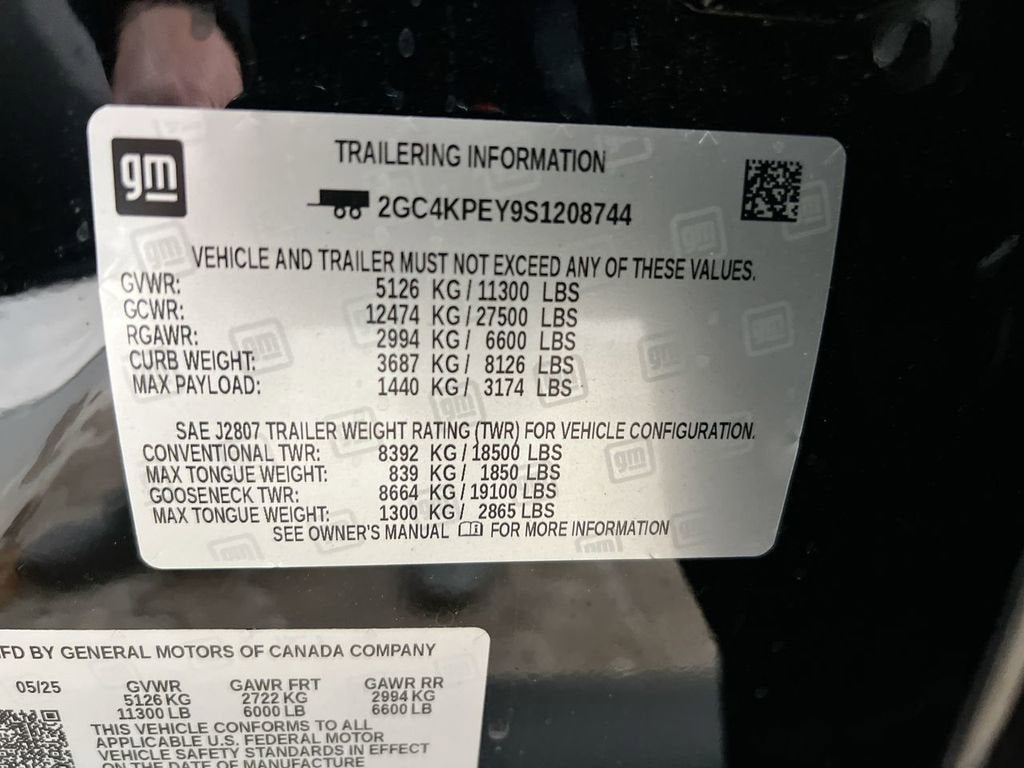 gm
TRAILERING INFORMATION
2GC4KPEY9S1208744
VEHICLE AND TRAILER MUST NOT EXCEED ANY OF THESE VALUES.
GVWR: 5126 KG / 11300 LBS
GCWR: 12474 KG / 27500 LBS
RGAWR: 2994 KG / 6600 LBS
CURB WEIGHT: 3687 KG / 8126 LBS
MAX PAYLOAD: 1440 KG / 3174 LBS
SAE J2807 TRAILER WEIGHT RATING (TWR) FOR VEHICLE CONFIGURATION.
CONVENTIONAL TWR: 8392 KG / 18500 LBS
MAX TONGUE WEIGHT: 839 KG / 1850 LBS
GOOSENECK TWR: 8664 KG / 19100 LBS
MAX TONGUE WEIGHT: 1300 KG / 2865 LBS
SEE OWNER'S MANUAL FOR MORE INFORMATION
MFD BY GENERAL MOTORS OF CANADA COMPANY
05/25 GVWR GAWR FRT GAWR RR
5126 KG 2722 KG 2994 KG
11300 LB 6000 LB 6600 LB
THIS VEHICLE CONFORMS TO ALL
APPLICABLE U.S. FEDERAL MOTOR
VEHICLE SAFETY STANDARDS IN EFFECT
ON THE DATE OF MANUFACTURE